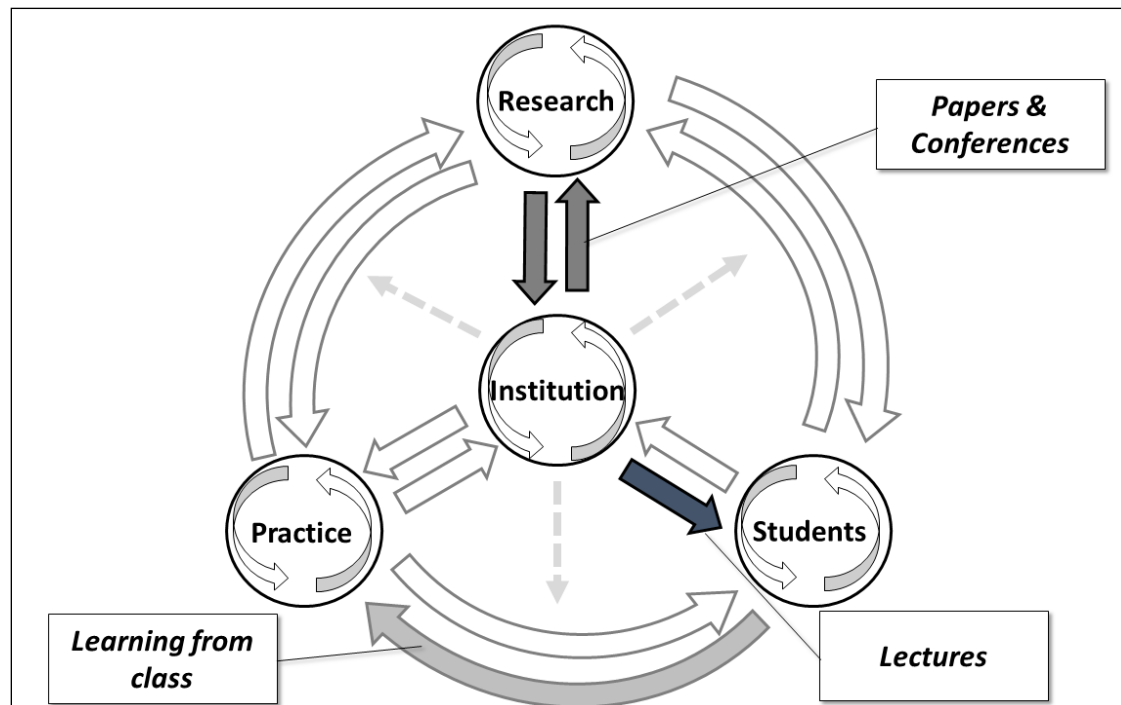 Research
Papers &
Conferences
Institution
Practice
Students
Learning from
class
Lectures